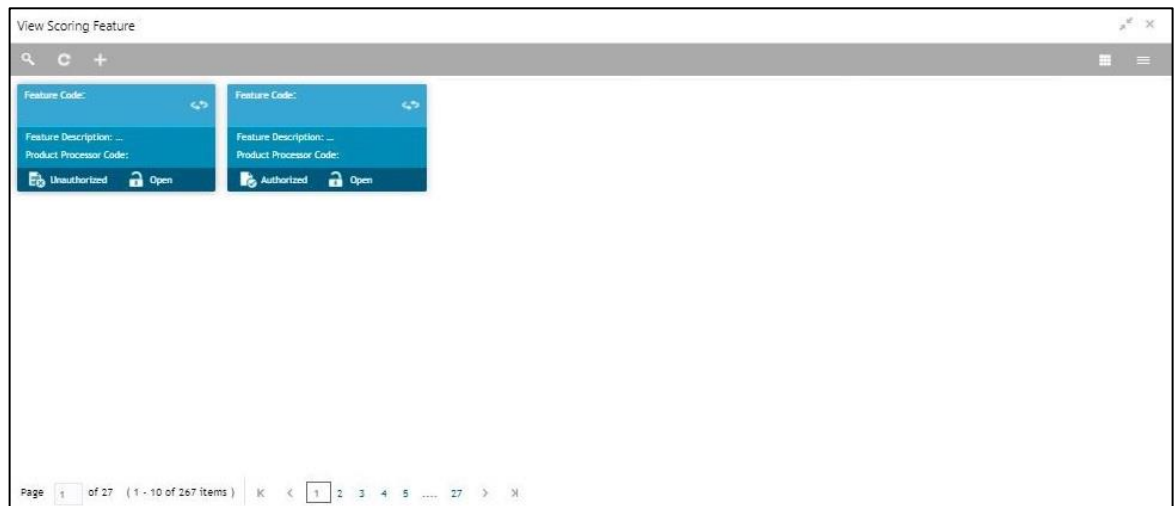 View Scoring Feature
Feature Code: Feature Code:
Feature Description: ... Feature Description: ...
Product Processor Code: Product Processor Code:
Unauthorized Open Authorized Open
Page 1 of 27 ( 1 - 10 of 267 items ) K < 1 2 3 4 5 .... 27 > Ʞ